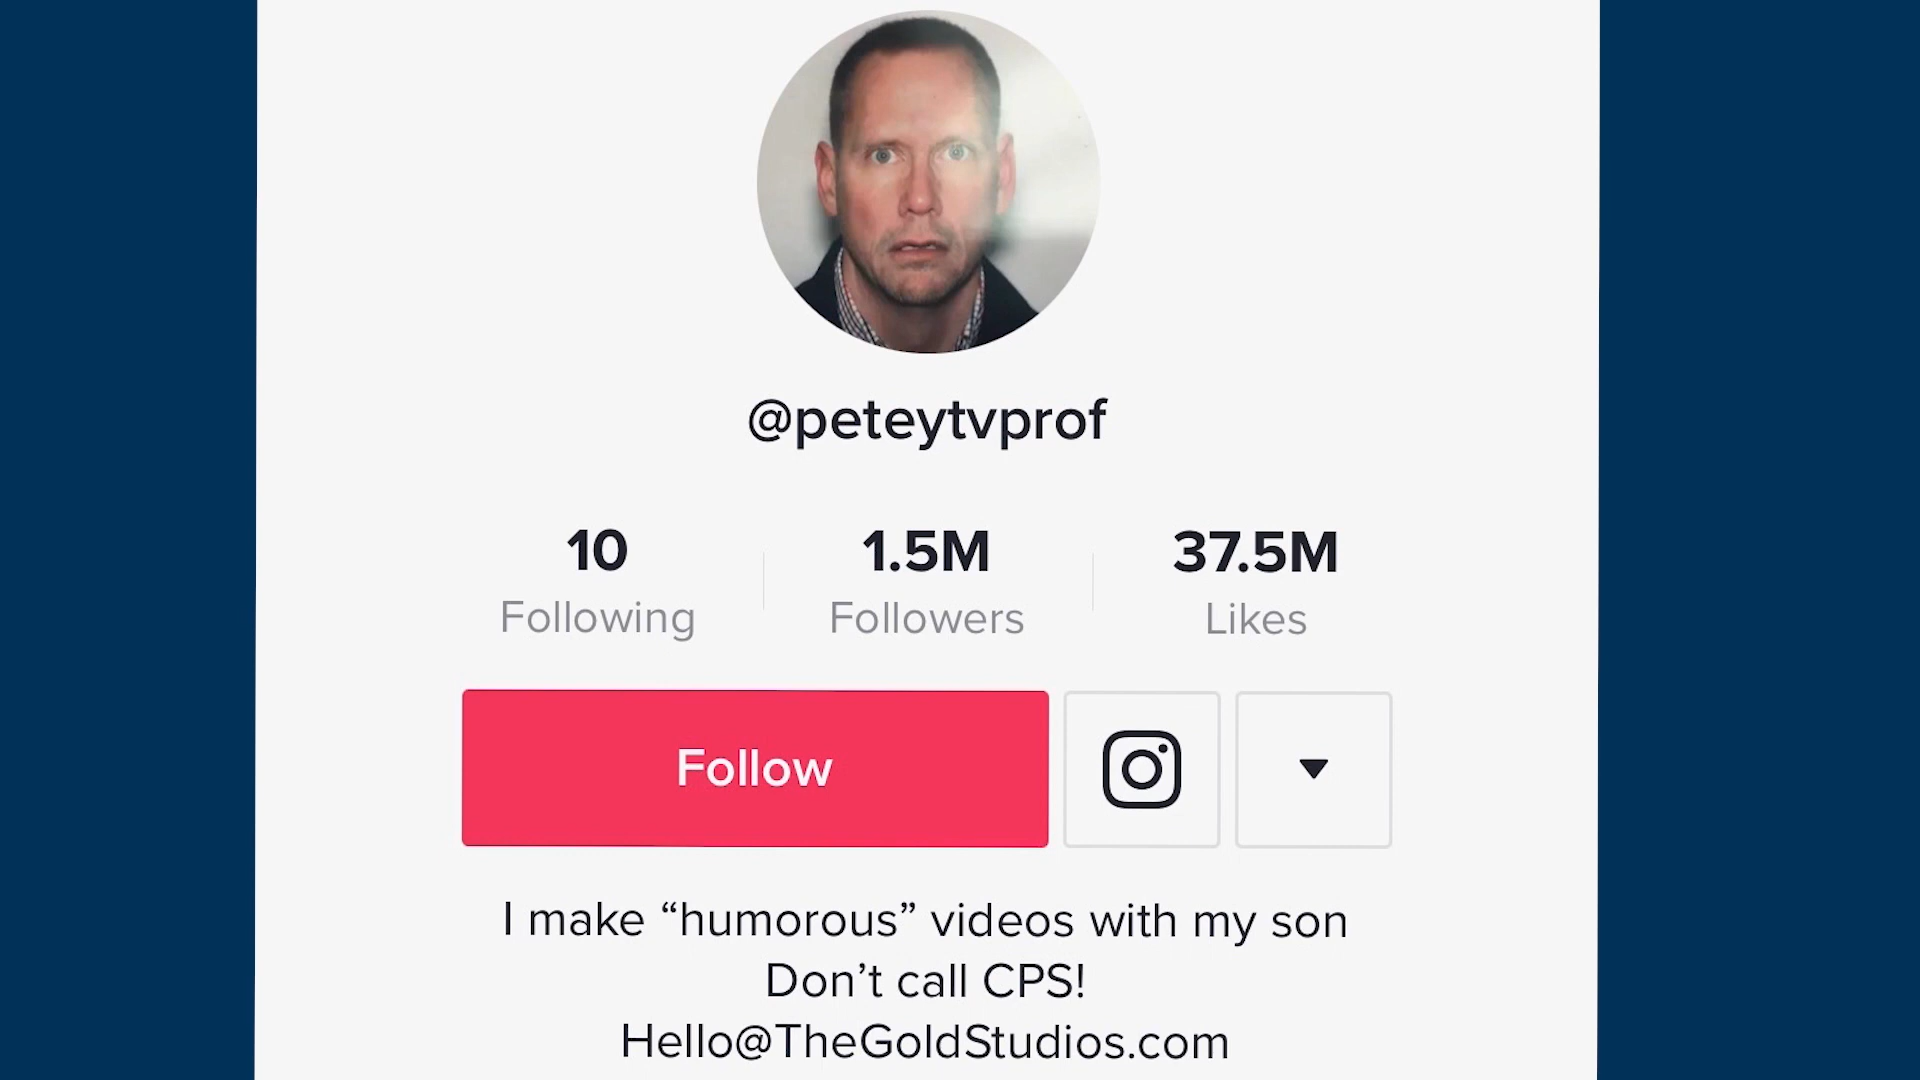 @peteytvprof
10 1.5M 37.5M
Following Followers Likes
Follow
I make “humorous” videos with my son
Don’t call CPS!
Hello@TheGoldStudios.com